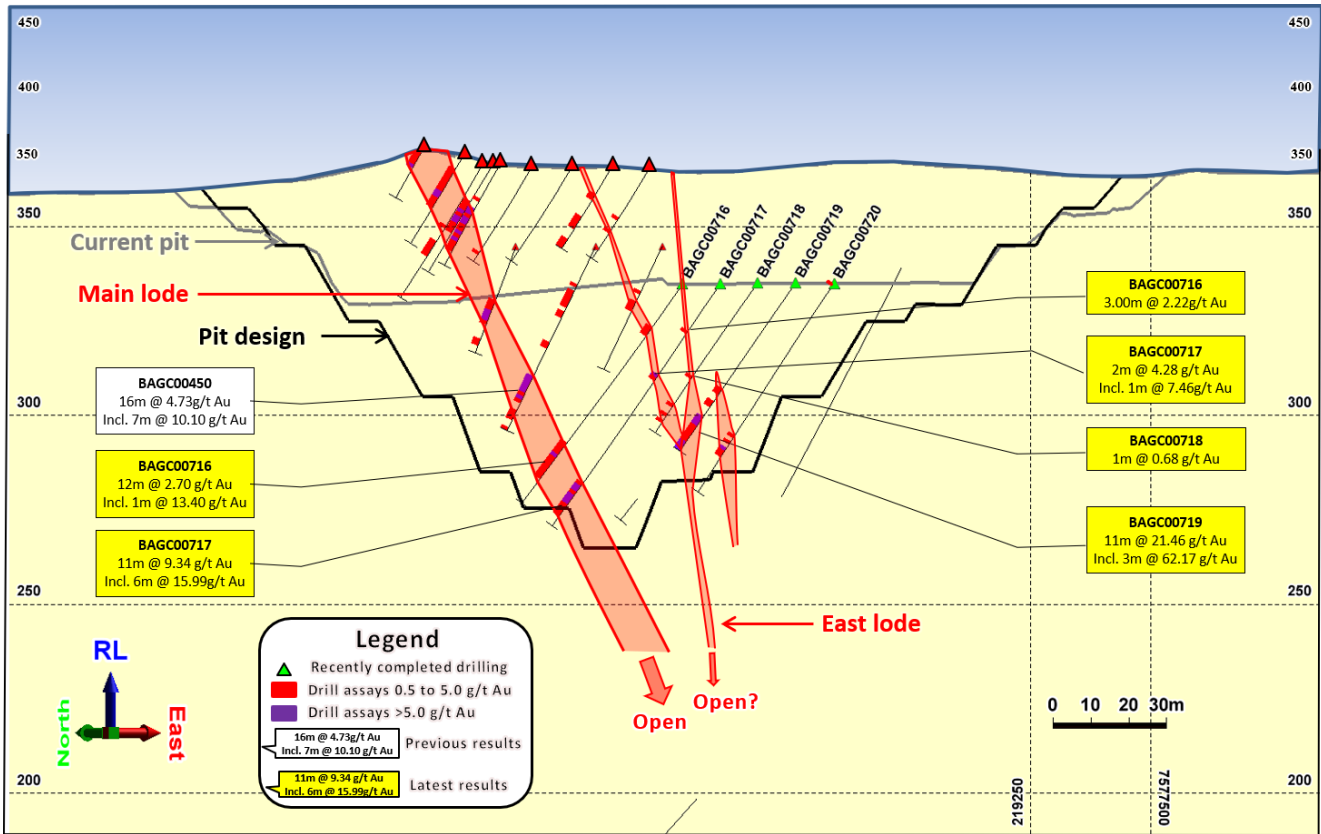 450
450
400
400
350
350
350
350
BAGC00716
BAGC00717
BAGC00718
BAGC00719
BAGC00720
Current pit
Main lode
Pit design
BAGC00716
3.00m @ 2.22g/t Au
BAGC00717
2m @ 4.28 g/t Au
Incl. 1m @ 7.46g/t Au
BAGC00450
16m @ 4.73g/t Au
Incl. 7m @ 10.10 g/t Au
300
300
BAGC00718
1m @ 0.68 g/t Au
BAGC00716
12m @ 2.70 g/t Au
Incl. 1m @ 13.40 g/t Au
BAGC00719
11m @ 21.46 g/t Au
Incl. 3m @ 62.17 g/t Au
BAGC00717
11m @ 9.34 g/t Au
Incl. 6m @ 15.99g/t Au
250
250
East lode
Legend
Recently completed drilling
Drill assays 0.5 to 5.0 g/t Au
Drill assays >5.0 g/t Au
16m @ 4.73g/t Au
Incl. 7m @ 10.10 g/t Au
Previous results
11m @ 9.34 g/t Au
Incl. 6m @ 15.99g/t Au
Latest results
RL
North
East
Open
Open?
0 10 20 30m
200
200
219250
7577500